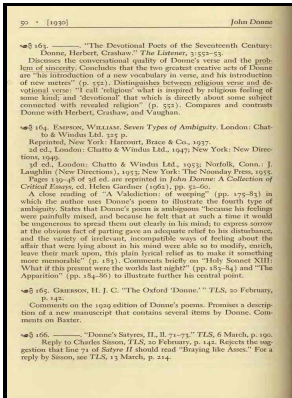 50 · [1930] John Donne
163. ———. "The Devotional Poets of the Seventeenth Century:
Donne, Herbert, Crashaw." The Listener, 3:552-53.
Discusses the conversational quality of Donne's verse and the prob-
lem of sincerity. Concludes that the two greatest creative acts of Donne
are "his introduction of a new vocabulary in verse, and his introduction
of new metres" (p. 552). Distinguishes between religious verse and de-
votional verse: "I call 'religious' what is inspired by religious feeling of
some kind; and 'devotional' that which is directly about some subject
connected with revealed religion" (p. 552). Compares and contrasts
Donne with Herbert, Crashaw, and Vaughan.
164. EMPSON, WILLIAM. Seven Types of Ambiguity. London: Chat-
to & Windus Ltd. 325 p.
Reprinted, New York: Harcourt, Brace & Co., 1937.
2d ed., London: Chatto & Windus Ltd., 1947; New York: New Direc-
tions, 1949.
3d ed., London: Chatto & Windus Ltd., 1953; Norfolk, Conn.: J.
Laughlin (New Directions), 1953; New York: The Noonday Press, 1955.
Pages 139-48 of 2d ed. are reprinted in John Donne: A Collection of
Critical Essays, ed. Helen Gardner (1962), pp. 52-60.
A close reading of "A Valediction: of weeping" (pp. 175-83) in
which the author uses Donne's poem to illustrate the fourth type of
ambiguity. States that Donne's poem is ambiguous "because his feelings
were painfully mixed, and because he felt that at such a time it would
be ungenerous to spread them out clearly in his mind; to express sorrow
at the obvious fact of parting gave an adequate relief to his disturbance,
and the variety of irrelevant, incompatible ways of feeling about the
affair that were lying about in his mind were able so to modify, enrich,
leave their mark upon, this plain lyrical relief as to make it something
more memorable" (p. 183). Comments briefly on "Holy Sonnet XIII:
What if this present were the worlds last night?" (pp. 183-84) and "The
Apparition" (pp. 184-86) to illustrate further his central point.
165. GRIERSON, H. J. C. "The Oxford 'Donne.'" TLS, 20 February,
p. 142.
Comments on the 1929 edition of Donne's poems. Promises a descrip-
tion of a new manuscript that contains several items by Donne. Com-
ments on Baxter.
166. ———. "Donne's Satyres, II, ll. 71-73." TLS, 6 March, p. 190.
Reply to Charles Sisson, TLS, 20 February, p. 142. Rejects the sug-
gestion that line 71 of Satyre II should read "Braying like Asses." For a
reply by Sisson, see TLS, 13 March, p. 214.